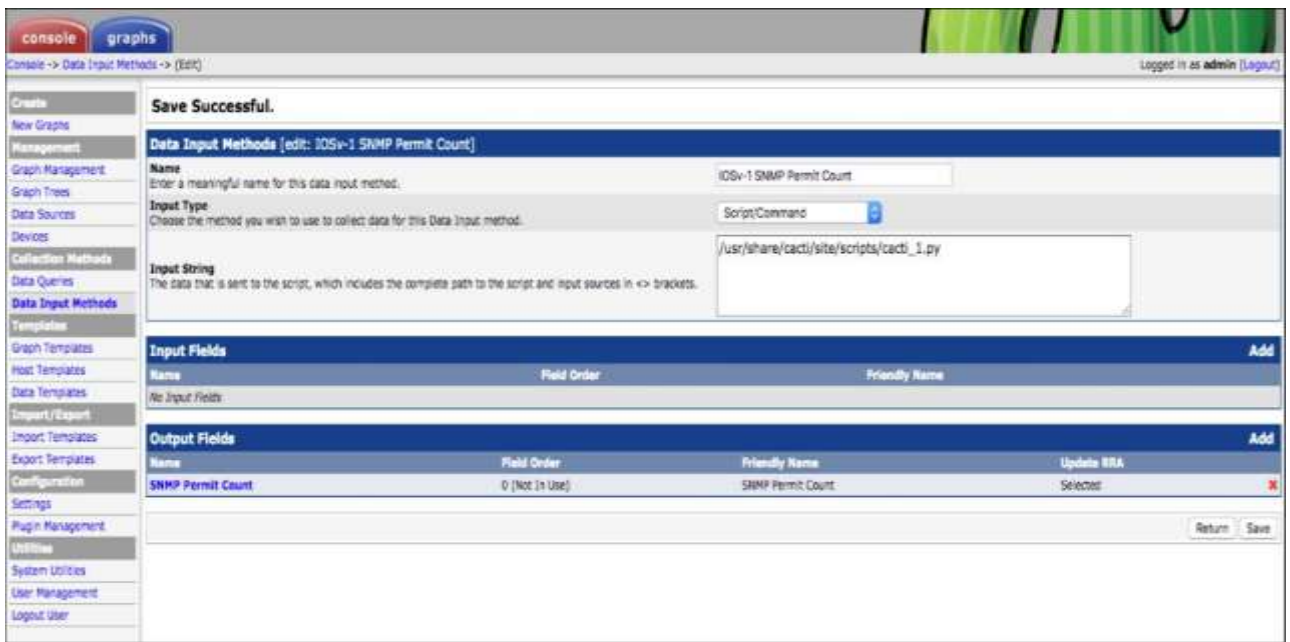 console graphs
Console -> Data Input Methods -> (Edit)
Logged in as admin (Logout)
Create
New Graphs
Management
Graph Management
Graph Trees
Data Sources
Devices
Collection Methods
Data Queries
Data Input Methods
Templates
Graph Templates
Host Templates
Data Templates
Import/Export
Import Templates
Export Templates
Configuration
Settings
Plugin Management
Utilities
System Utilities
User Management
Logout User
Save Successful.
Data Input Methods [edit: IOSv-1 SNMP Permit Count]
Name
Enter a meaningful name for this data input method.
IOSv-1 SNMP Permit Count
Input Type
Choose the method you wish to use to collect data for this Data Input method.
Script/Command
Input String
The data that is sent to the script, which includes the complete path to the script and input sources in <> brackets.
/usr/share/cacti/site/scripts/cacti_1.py
Input Fields Add
Name Field Order Friendly Name
No Input Fields
Output Fields Add
Name Field Order Friendly Name Update RRA
SNMP Permit Count 0 (Not In Use) SNMP Permit Count Selected
Return Save